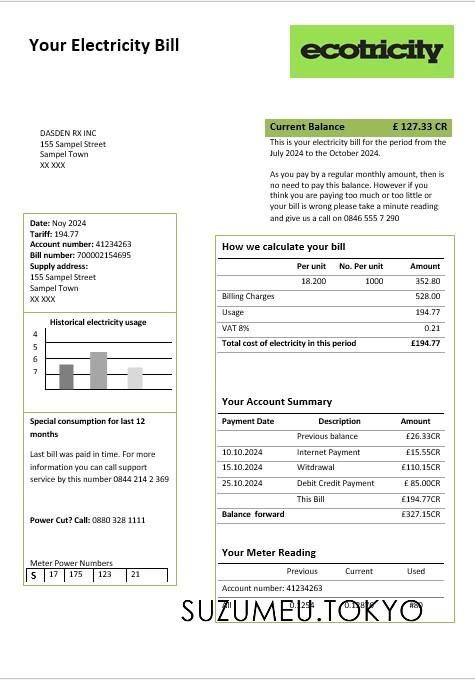 Your Electricity Bill
ecotricity
DASDEN RX INC
155 Sampel Street
Sampel Town
XX XXX
Current Balance £ 127.33 CR
This is your electricity bill for the period from the
July 2024 to the October 2024.
As you pay by a regular monthly amount, then is
no need to pay this balance. However if you
think you are paying too much or too little or
your bill is wrong please take a minute reading
and give us a call on 0846 555 7 290
Date: Noy 2024
Tariff: 194.77
Account number: 41234263
Bill number: 700002154695
Supply address:
155 Sampel Street
Sampel Town
XX XXX
Historical electricity usage
4
5
6
7
Special consumption for last 12
months
Last bill was paid in time. For more
information you can call support
service by this number 0844 214 2 369
Power Cut? Call: 0880 328 1111
Meter Power Numbers
S 17 175 123 21
How we calculate your bill
Per unit No. Per unit Amount
18.200 1000 352.80
Billing Charges 528.00
Usage 194.77
VAT 8% 0.21
Total cost of electricity in this period £194.77
Your Account Summary
Payment Date Description Amount
Previous balance £26.33CR
10.10.2024 Internet Payment £15.55CR
15.10.2024 Witdrawal £110.15CR
25.10.2024 Debit Credit Payment £ 85.00CR
This Bill £194.77CR
Balance forward £327.15CR
Your Meter Reading
Previous Current Used
Account number: 41234263
All 0.1254
SUZUMEU.TOKYO